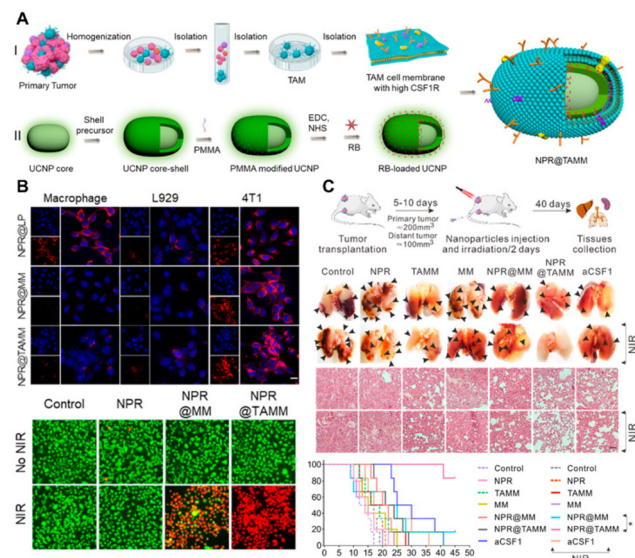 A
I
Homogenization
Isolation
Isolation
Isolation
Primary Tumor
TAM
TAM cell membrane
with high CSF1R
II
Shell
precursor
PMMA
EDC,
NHS
RB
UCNP core
UCNP core-shell
PMMA modified UCNP
RB-loaded UCNP
NPR@TAMM
B
Macrophage
L929
4T1
NPR@LP
NPR@MM
NPR@TAMM
Control
NPR
NPR
@MM
NPR
@TAMM
No NIR
NIR
C
5-10 days
Primary tumor
≈200mm3
Distant tumor
≈100mm3
40 days
Tumor
transplantation
Nanoparticles injection
and irradiation/2 days
Tissues
collection
Control
NPR
TAMM
MM
NPR@MM
NPR
@TAMM
aCSF1
NIR
NIR
100
80
60
40
20
0
0 5 10 15 20 25 30 35 40 45 50
Control
NPR
TAMM
MM
NPR@MM
NPR@TAMM
aCSF1
Control
NPR
TAMM
MM
NPR@MM
NPR@TAMM
aCSF1
*
NIR